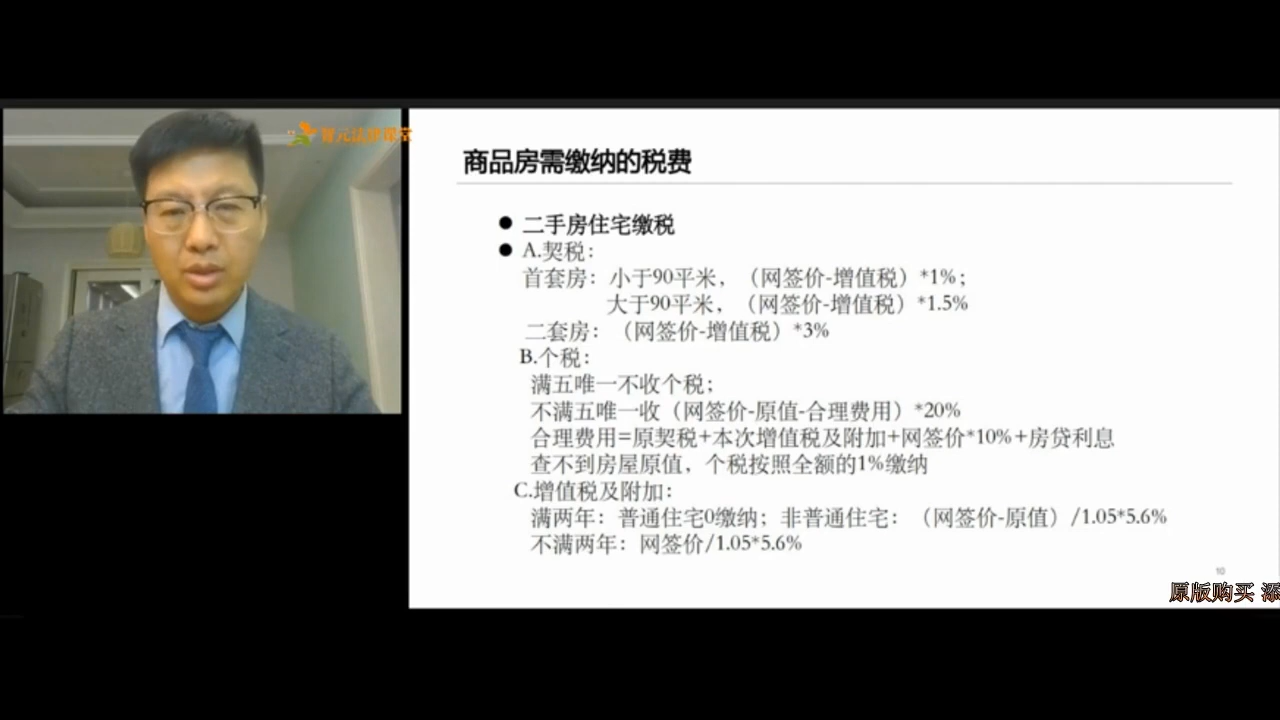 智元法律课堂
商品房需缴纳的税费
● 二手房住宅缴税
● A.契税：
首套房：小于90平米，（网签价-增值税）*1%；
大于90平米，（网签价-增值税）*1.5%
二套房：（网签价-增值税）*3%
B.个税：
满五唯一不收个税；
不满五唯一收（网签价-原值-合理费用）*20%
合理费用=原契税+本次增值税及附加+网签价*10%+房贷利息
查不到房屋原值，个税按照全额的1%缴纳
C.增值税及附加：
满两年：普通住宅0缴纳；非普通住宅：（网签价-原值）/1.05*5.6%
不满两年：网签价/1.05*5.6%
10
原版购买 添